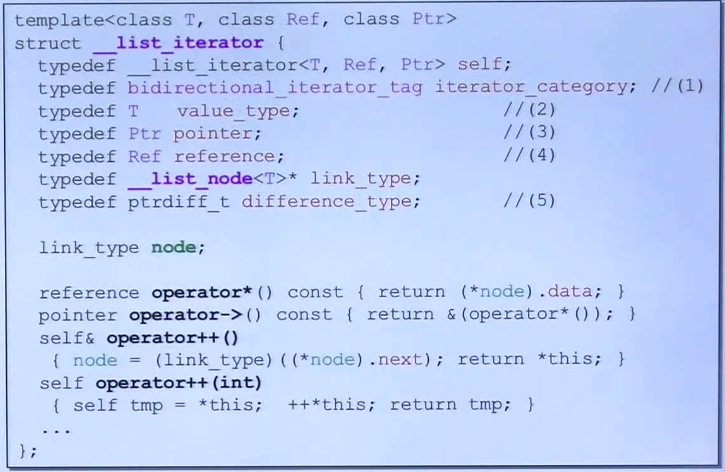 template<class T, class Ref, class Ptr>
struct __list_iterator {
typedef __list_iterator<T, Ref, Ptr> self;
typedef bidirectional_iterator_tag iterator_category; //(1)
typedef T value_type; //(2)
typedef Ptr pointer; //(3)
typedef Ref reference; //(4)
typedef __list_node<T>* link_type;
typedef ptrdiff_t difference_type; //(5)
link_type node;
reference operator*() const { return (*node).data; }
pointer operator->() const { return &(operator*()); }
self& operator++()
{ node = (link_type)((*node).next); return *this; }
self operator++(int)
{ self tmp = *this; ++*this; return tmp; }
...
};